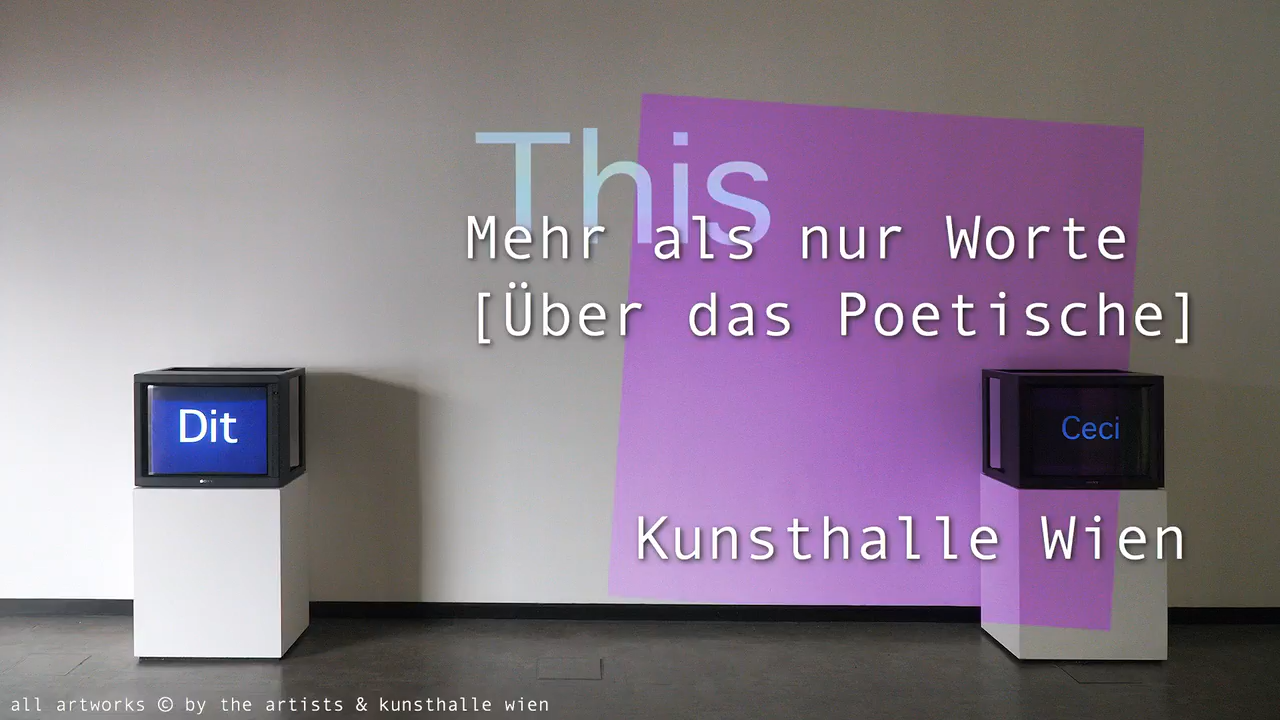 This
Mehr als nur Worte
[Über das Poetische]
Dit
Ceci
Kunsthalle Wien
all artworks © by the artists & kunsthalle wien